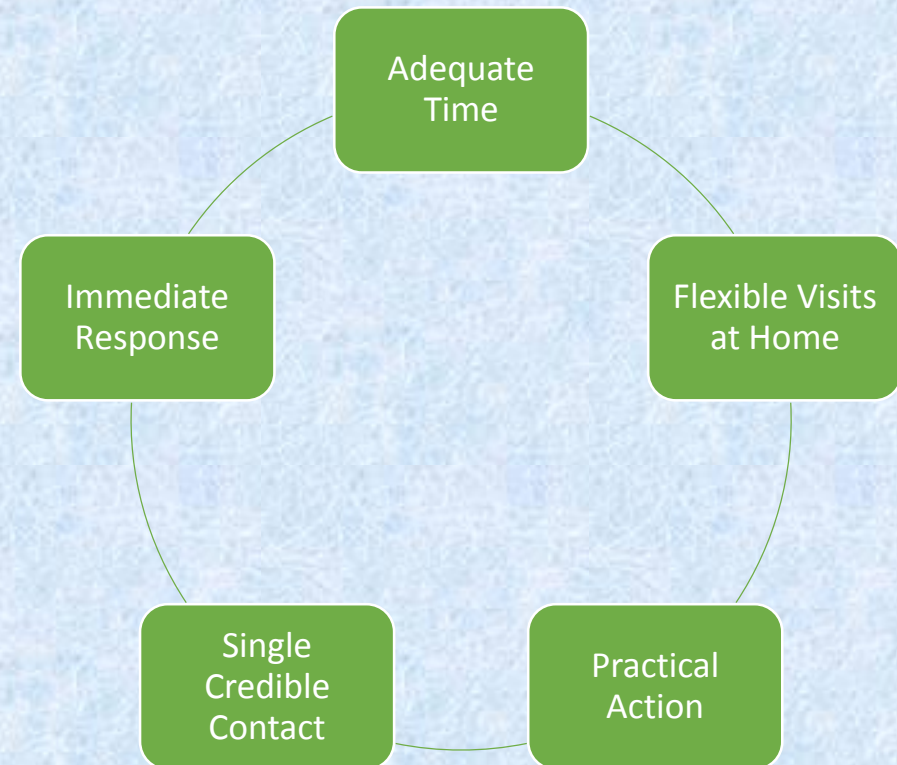 Adequate
Time
Immediate
Response
Flexible Visits
at Home
Single
Credible
Contact
Practical
Action